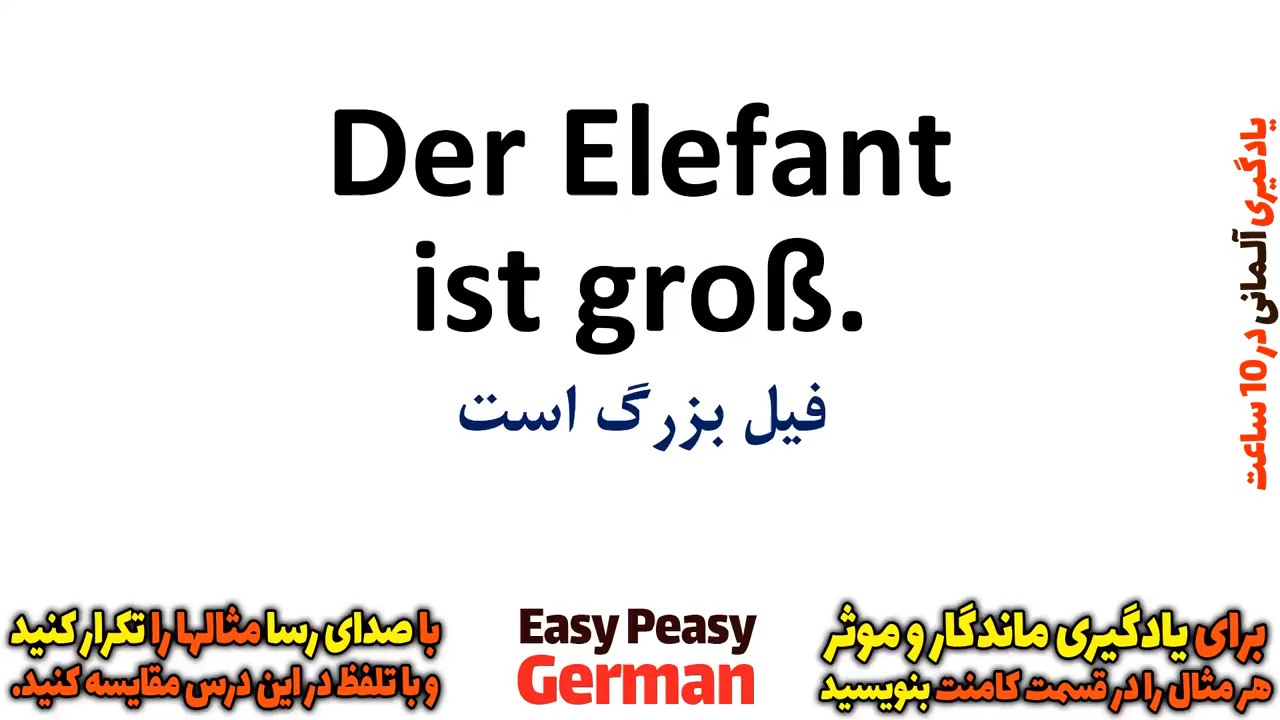 Der Elefant
ist groß.
فیل بزرگ است
یادگیری آلمانی در 10 ساعت
با صدای رسا مثالها را تکرار کنید
و با تلفظ در این درس مقایسه کنید.
Easy Peasy
German
برای یادگیری ماندگار و موثر
هر مثال را در قسمت کامنت بنویسید